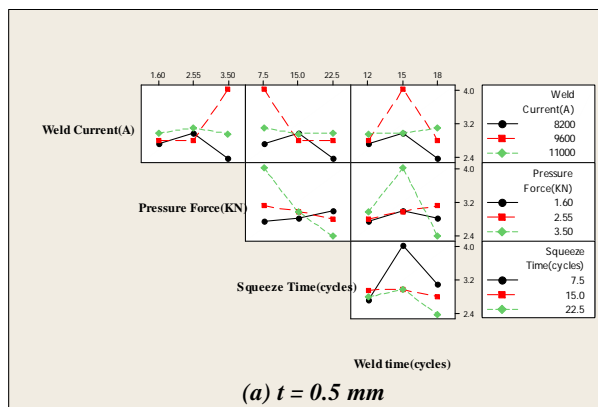 1.60 2.55 3.50 7.5 15.0 22.5 12 15 18
4.0
3.2
2.4
Weld Current(A)
Weld
Current(A)
8200
9600
11000
4.0
3.2
2.4
Pressure Force(KN)
Pressure
Force(KN)
1.60
2.55
3.50
4.0
3.2
2.4
Squeeze Time(cycles)
Squeeze
Time(cycles)
7.5
15.0
22.5
Weld time(cycles)
(a) t = 0.5 mm